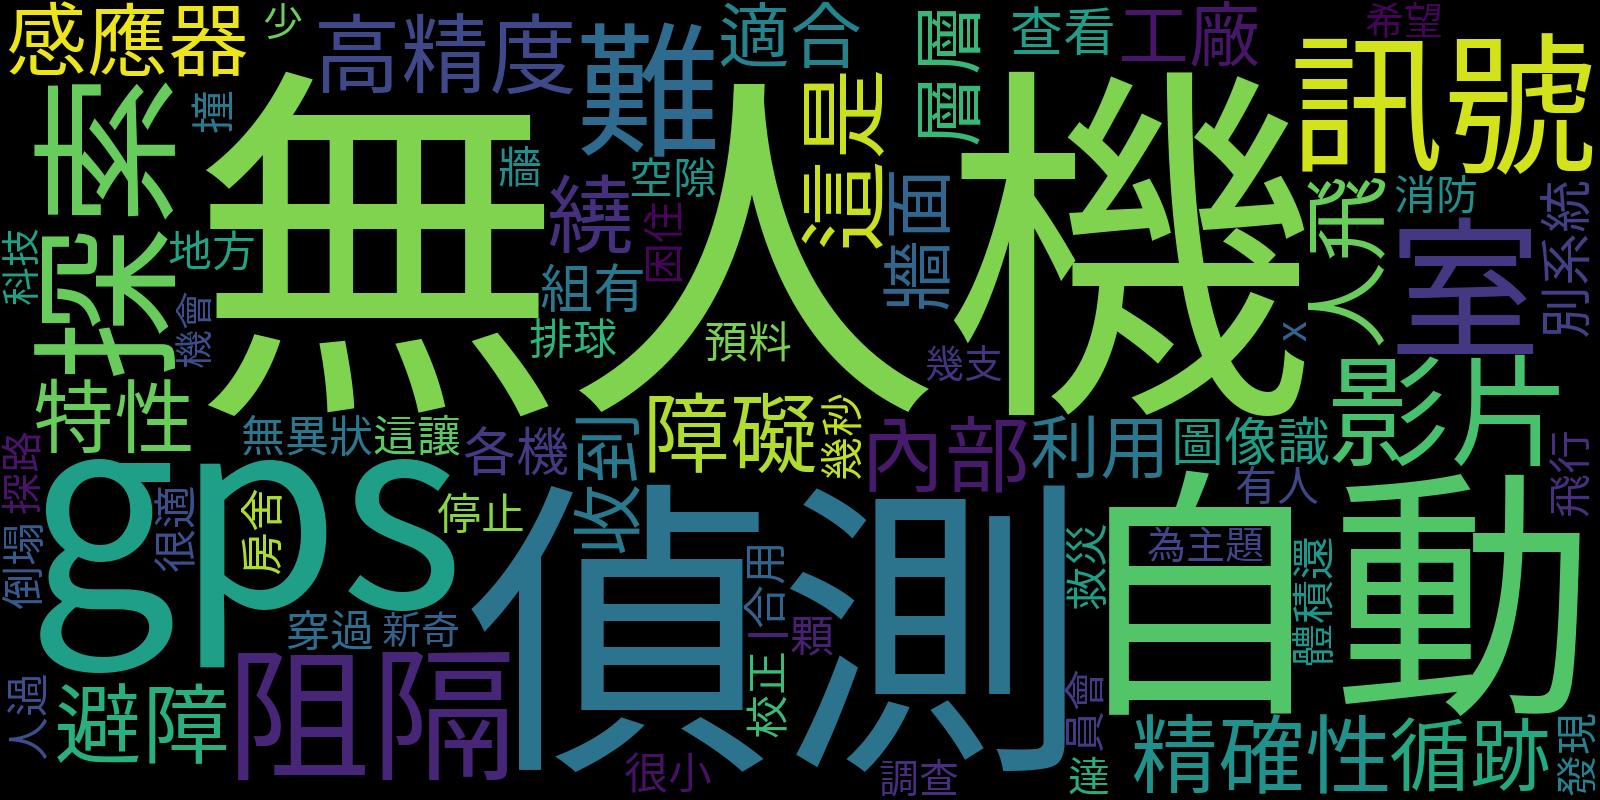 感應器
少
高精度
難
適合
層層
查看
工廠
希望
訊號
探索
撞
無人機
牆
空隙
繞
困住
這是
牆面
人飛
消防
室
別系統
科技
地方
機會
組有
排球
預料
幾支
x
影片
特性
無異狀
這讓
各機
收到
障礙
幾秒
內部
利用
圖像識
有人
飛行
探路
gps
很適
房舍
停止
偵測
自動
為主題
救災
體積還
倒塌
穿過
新奇
一台用
顆
校正
人過
避障
阻隔
很小
調查
員會
達
精確性
循跡
發現